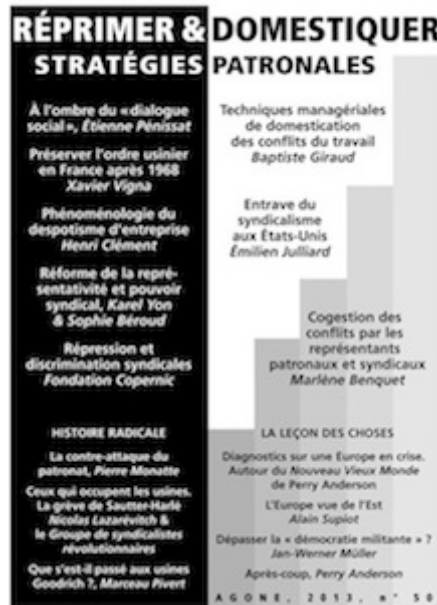 RÉPRIMER & DOMESTIQUER
STRATÉGIES PATRONALES
À l'ombre du « dialogue
social », Étienne Pénissat
Préserver l'ordre usinier
en France après 1968
Xavier Vigna
Phénoménologie du
despotisme d'entreprise
Henri Clément
Réforme de la repré-
sentativité et pouvoir
syndical, Karel Yon
& Sophie Béroud
Répression et
discrimination syndicales
Fondation Copernic
HISTOIRE RADICALE
La contre-attaque du
patronat, Pierre Monatte
Ceux qui occupent les usines.
La grève de Sautter-Harlé
Nicolas Lazarévitch &
le Groupe de syndicalistes
révolutionnaires
Que s'est-il passé aux usines
Goodrich ?, Marceau Pivert
Techniques managériales
de domestication
des conflits du travail
Baptiste Giraud
Entrave du
syndicalisme
aux États-Unis
Émilien Julliard
Cogestion des
conflits par les
représentants
patronaux et syndicaux
Marlène Benquet
LA LEÇON DES CHOSES
Diagnostics sur une Europe en crise.
Autour du Nouveau Vieux Monde
de Perry Anderson
L'Europe vue de l'Est
Alain Supiot
Dépasser la « démocratie militante » ?
Jan-Werner Müller
Après-coup, Perry Anderson
AGONE, 2013, n° 50